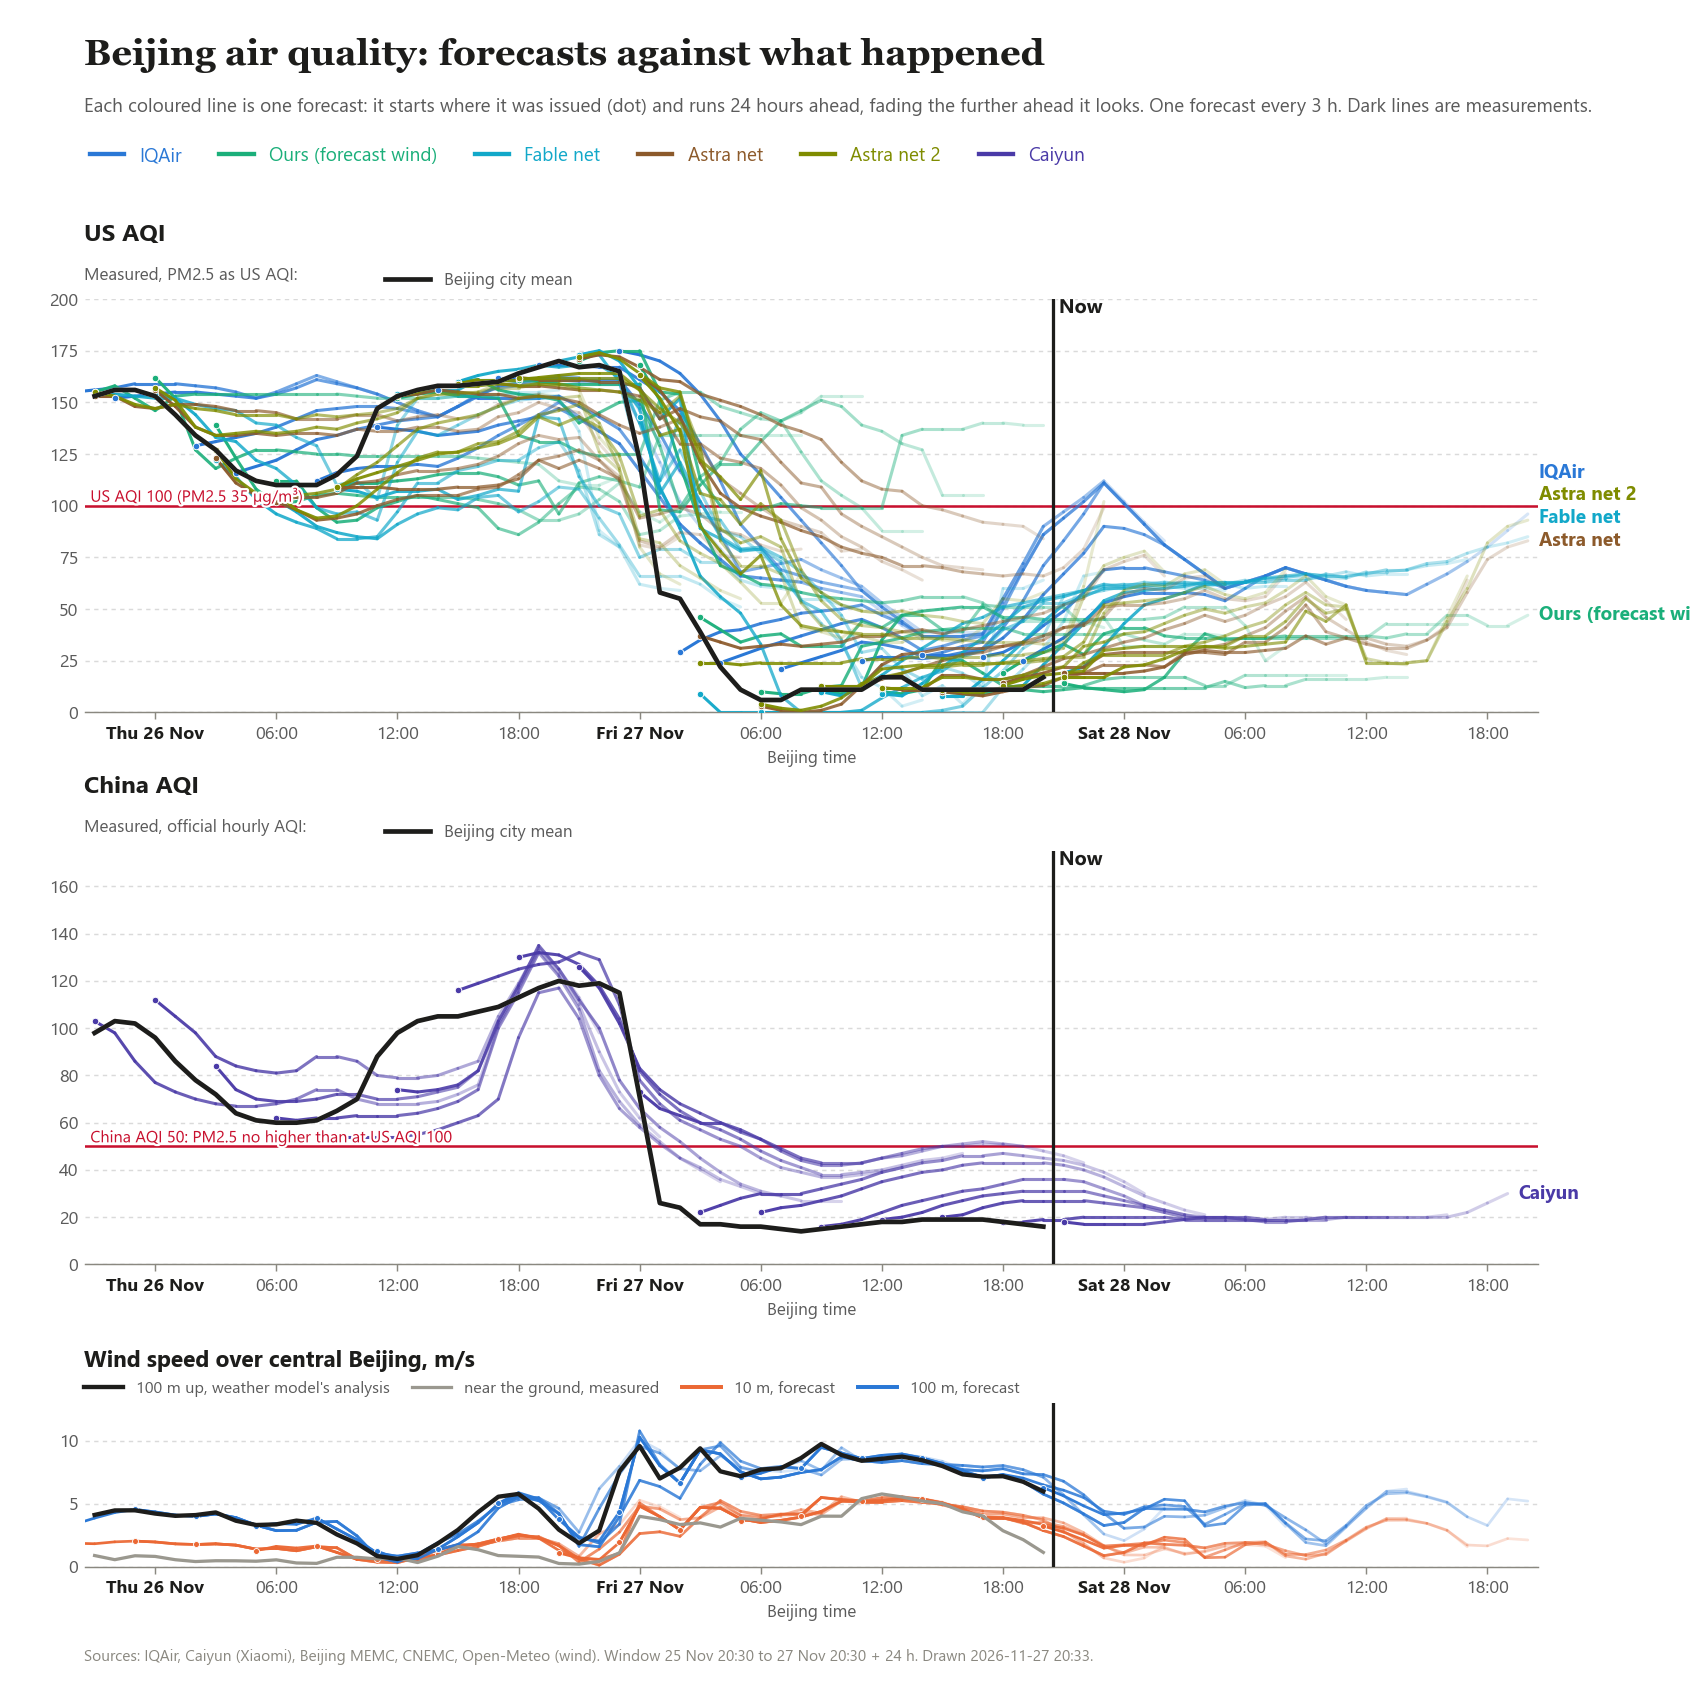 Beijing air quality: forecasts against what happened
Each coloured line is one forecast: it starts where it was issued (dot) and runs 24 hours ahead, fading the further ahead it looks. One forecast every 3 h. Dark lines are measurements.
IQAir Ours (forecast wind) Fable net Astra net Astra net 2 Caiyun
US AQI
Measured, PM2.5 as US AQI: Beijing city mean
Now
200
175
150
125
100
75
50
25
0
US AQI 100 (PM2.5 35 µg/m³)
IQAir
Astra net 2
Fable net
Astra net
Ours (forecast wi
Thu 26 Nov 06:00 12:00 18:00 Fri 27 Nov 06:00 12:00 18:00 Sat 28 Nov 06:00 12:00 18:00
Beijing time
China AQI
Measured, official hourly AQI: Beijing city mean
Now
160
140
120
100
80
60
40
20
0
China AQI 50: PM2.5 no higher than at US AQI 100
Caiyun
Thu 26 Nov 06:00 12:00 18:00 Fri 27 Nov 06:00 12:00 18:00 Sat 28 Nov 06:00 12:00 18:00
Beijing time
Wind speed over central Beijing, m/s
100 m up, weather model's analysis near the ground, measured 10 m, forecast 100 m, forecast
10
5
0
Thu 26 Nov 06:00 12:00 18:00 Fri 27 Nov 06:00 12:00 18:00 Sat 28 Nov 06:00 12:00 18:00
Beijing time
Sources: IQAir, Caiyun (Xiaomi), Beijing MEMC, CNEMC, Open-Meteo (wind). Window 25 Nov 20:30 to 27 Nov 20:30 + 24 h. Drawn 2026-11-27 20:33.